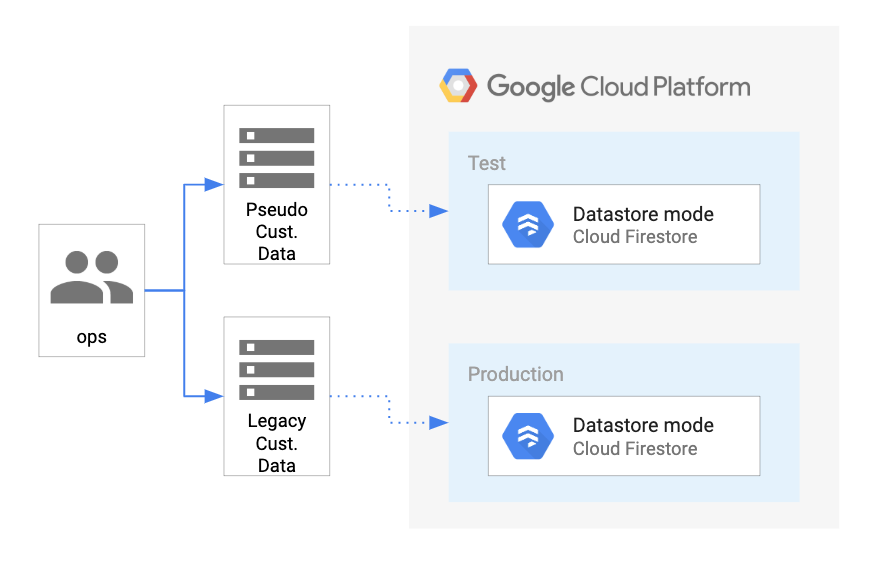 Google Cloud Platform
Test
Datastore mode
Cloud Firestore
Pseudo
Cust.
Data
ops
Legacy
Cust.
Data
Production
Datastore mode
Cloud Firestore